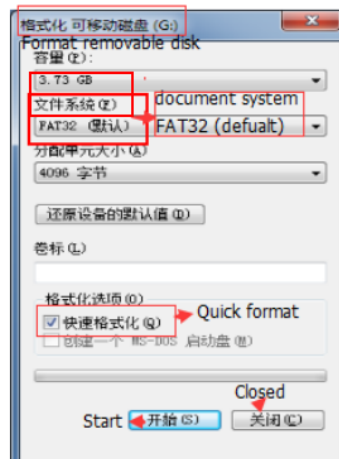 格式化 可移动磁盘 (G:)
Format removable disk
容量(P):
3.73 GB
文件系统(F) document system
FAT32 (默认) FAT32 (defualt)
分配单元大小(A)
4096 字节
还原设备的默认值(D)
卷标(L)
格式化选项(O)
快速格式化(Q) Quick format
创建一个 MS-DOS 启动盘(M)
Closed
Start 开始(S) 关闭(C)